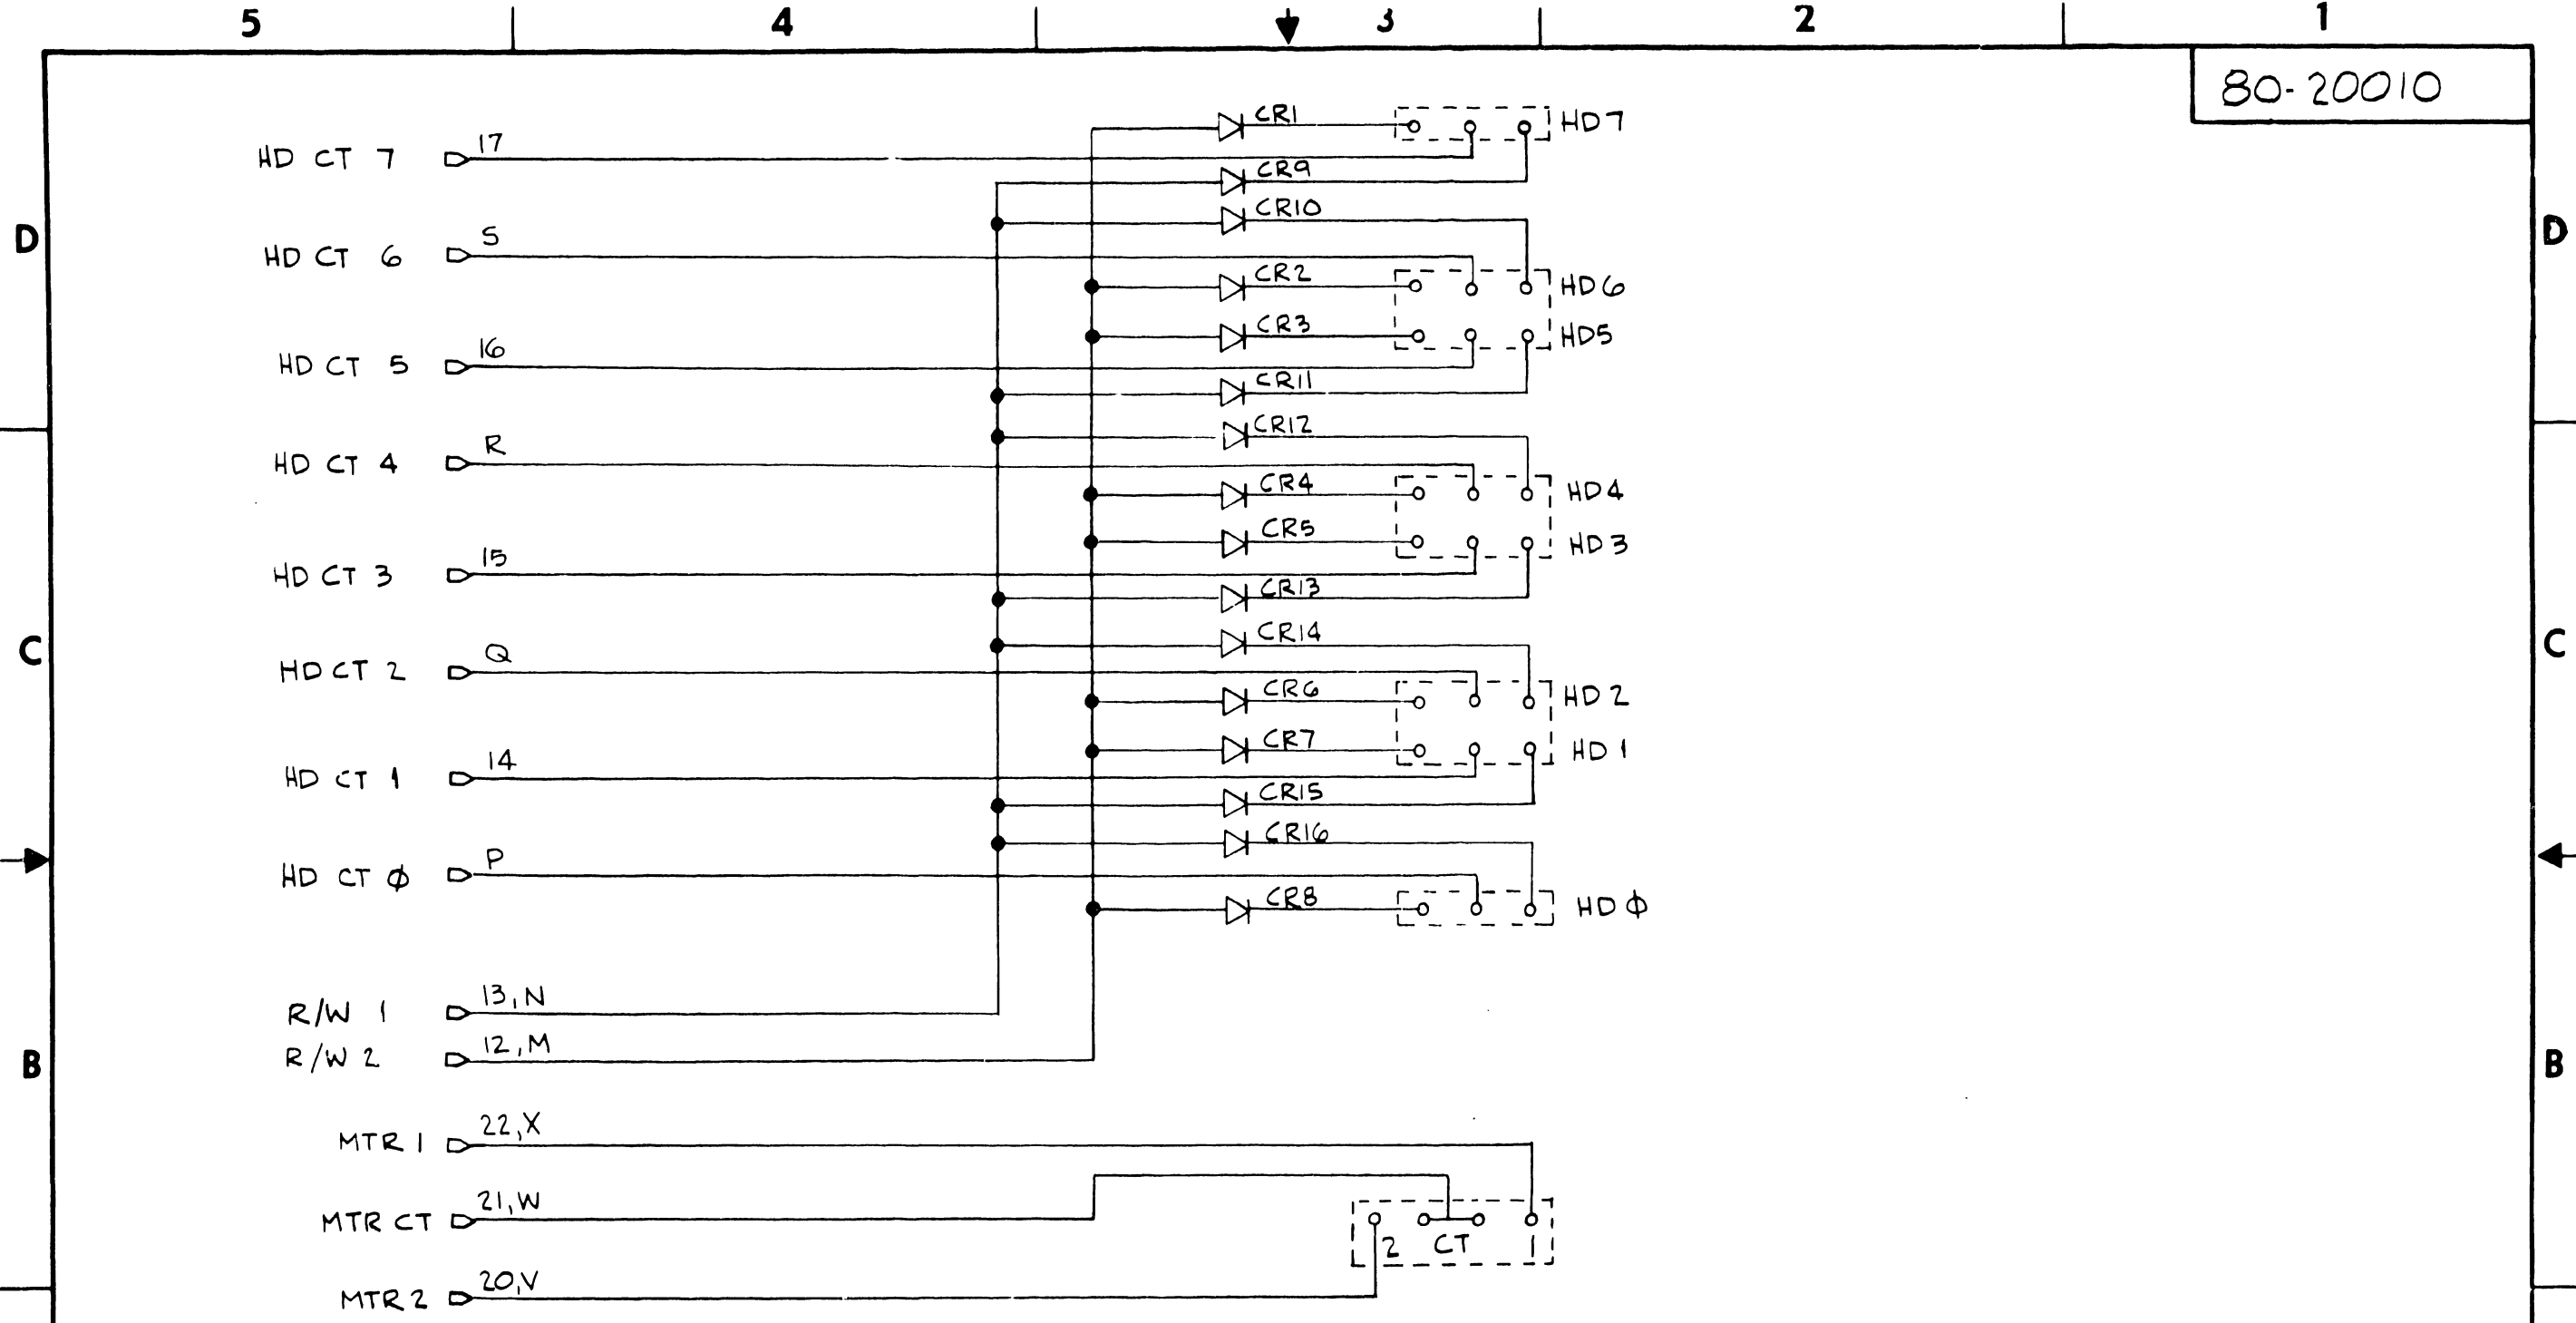 5 4 3 2 1
80-20010
CR1 HD7
HD CT 7 17
CR9
CR10
D D
HD CT 6 S
CR2 HD6
CR3 HD5
HD CT 5 16
CR11
CR12
HD CT 4 R
CR4 HD4
CR5 HD3
HD CT 3 15
CR13
CR14
C C
HD CT 2 Q
CR6 HD2
CR7 HD1
HD CT 1 14
CR15
CR16
HD CT φ P
CR8 HDφ
R/W 1 13,N
R/W 2 12,M
B B
MTR1 22,X
MTR CT 21,W
2 CT 1
MTR2 20,V